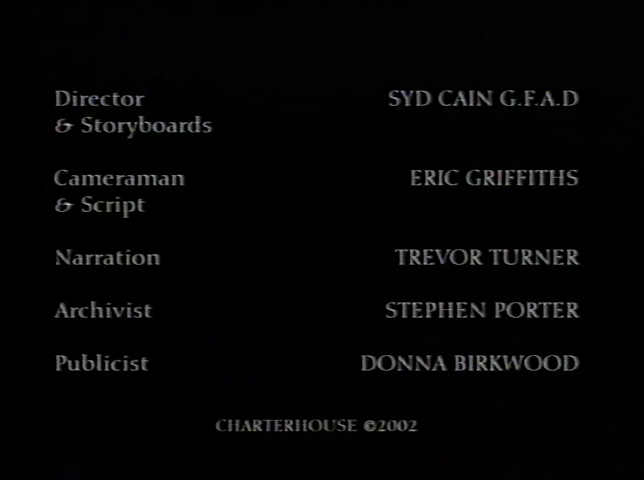 Director SYD CAIN G.F.A.D
& Storyboards
Cameraman ERIC GRIFFITHS
& Script
Narration TREVOR TURNER
Archivist STEPHEN PORTER
Publicist DONNA BIRKWOOD
CHARTERHOUSE ©2002